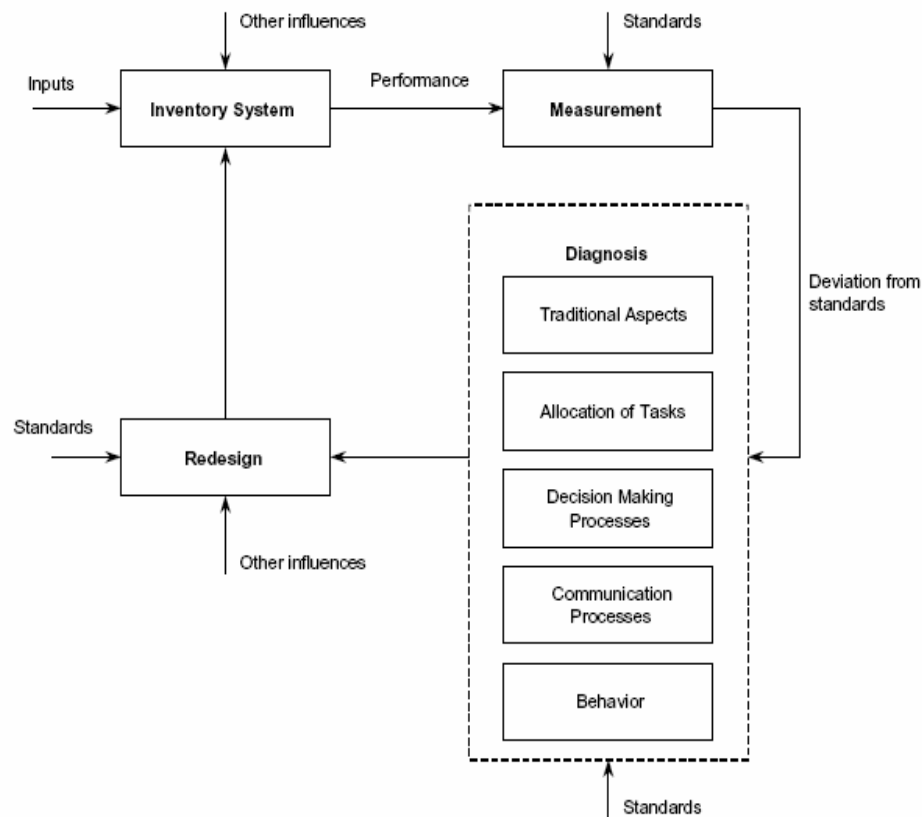 Other influences
Standards
Inputs
Performance
Inventory System
Measurement
Diagnosis
Traditional Aspects
Deviation from
standards
Allocation of Tasks
Standards
Redesign
Decision Making
Processes
Other influences
Communication
Processes
Behavior
Standards